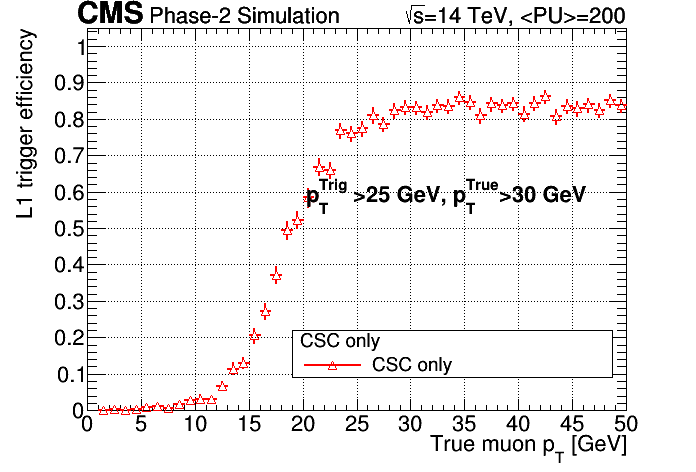 CMS Phase-2 Simulation √s=14 TeV, <PU>=200
L1 trigger efficiency
1
0.9
0.8
0.7
0.6
0.5
0.4
0.3
0.2
0.1
0
p_T^Trig >25 GeV, p_T^True>30 GeV
CSC only
CSC only
0 5 10 15 20 25 30 35 40 45 50
True muon p_T [GeV]